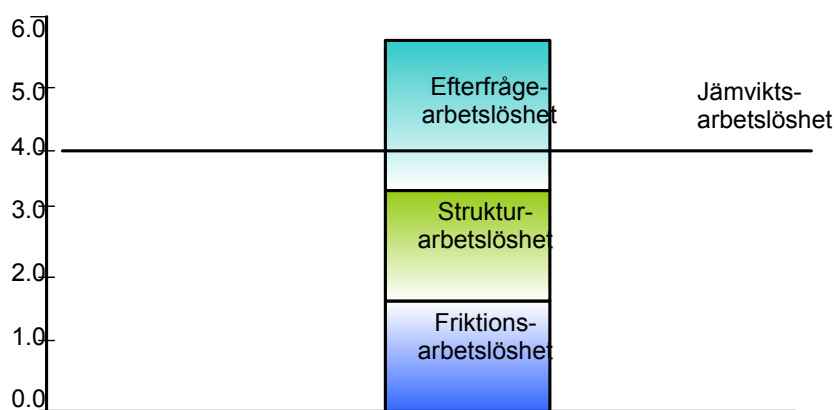 6.0
5.0
4.0
3.0
2.0
1.0
0.0
Efterfråge-
arbetslöshet
Struktur-
arbetslöshet
Friktions-
arbetslöshet
Jämvikts-
arbetslöshet